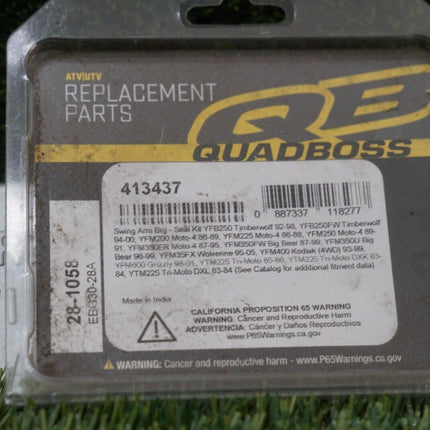 ATV|UTV
REPLACEMENT
PARTS
QB
QUADBOSS
413437
0 887337 118277
Swing Arm Brg - Seal Kit YFB250 Timberwolf 92-98, YFB250FW Timberwolf
94-00, YFM200 Moto-4 86-89, YFM225 Moto-4 86-88, YFM250 Moto-4 89-
91, YFM350ER Moto-4 87-95, YFM350FW Big Bear 87-99, YFM350U Big
Bear 96-99, YFM35FX Wolverine 95-05, YFM400 Kodiak (4WD) 93-99,
YFM600 Grizzly 98-01, YTM225 Tri-Moto 85-86, YTM225 Tri-Moto DXK 83-
84, YTM225 Tri-Moto DXL 83-84 (See Catalog for additional fitment data)
Made in India
CALIFORNIA PROPOSITION 65 WARNING
WARNING: Cancer and Reproductive Harm
ADVERTENCIA: Cáncer y Daños Reproductivos
www.P65Warnings.ca.gov
28-1058
EBG30-28A
WARNING: Cancer and reproductive harm - www.P65Warnings.ca.gov